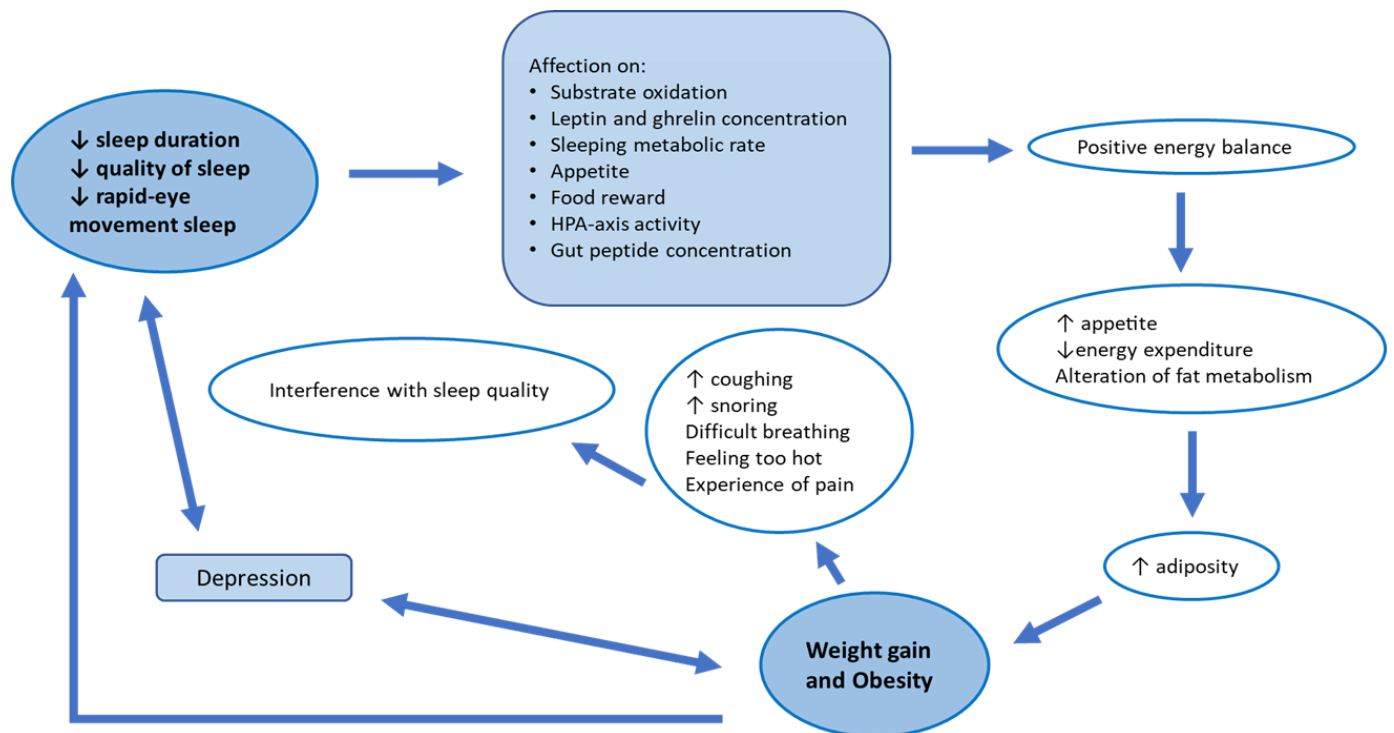 ↓ sleep duration
↓ quality of sleep
↓ rapid-eye
movement sleep
Affection on:
• Substrate oxidation
• Leptin and ghrelin concentration
• Sleeping metabolic rate
• Appetite
• Food reward
• HPA-axis activity
• Gut peptide concentration
Positive energy balance
↑ appetite
↓energy expenditure
Alteration of fat metabolism
↑ adiposity
Weight gain
and Obesity
↑ coughing
↑ snoring
Difficult breathing
Feeling too hot
Experience of pain
Interference with sleep quality
Depression